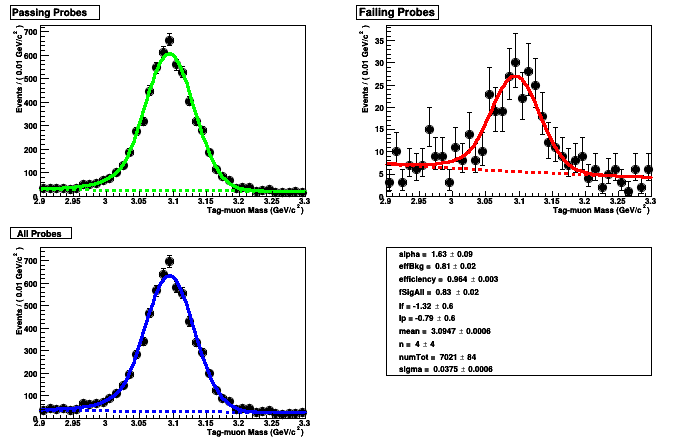 Passing Probes
Events / ( 0.01 GeV/c² )
700
600
500
400
300
200
100
0
2.9 2.95 3 3.05 3.1 3.15 3.2 3.25 3.3
Tag-muon Mass (GeV/c²)
Failing Probes
Events / ( 0.01 GeV/c² )
35
30
25
20
15
10
5
0
2.9 2.95 3 3.05 3.1 3.15 3.2 3.25 3.3
Tag-muon Mass (GeV/c²)
All Probes
Events / ( 0.01 GeV/c² )
700
600
500
400
300
200
100
0
2.9 2.95 3 3.05 3.1 3.15 3.2 3.25 3.3
Tag-muon Mass (GeV/c²)
alpha = 1.63 ± 0.09
effBkg = 0.81 ± 0.02
efficiency = 0.964 ± 0.003
fSigAll = 0.83 ± 0.02
lf = -1.32 ± 0.6
lp = -0.79 ± 0.6
mean = 3.0947 ± 0.0006
n = 4 ± 4
numTot = 7021 ± 84
sigma = 0.0375 ± 0.0006